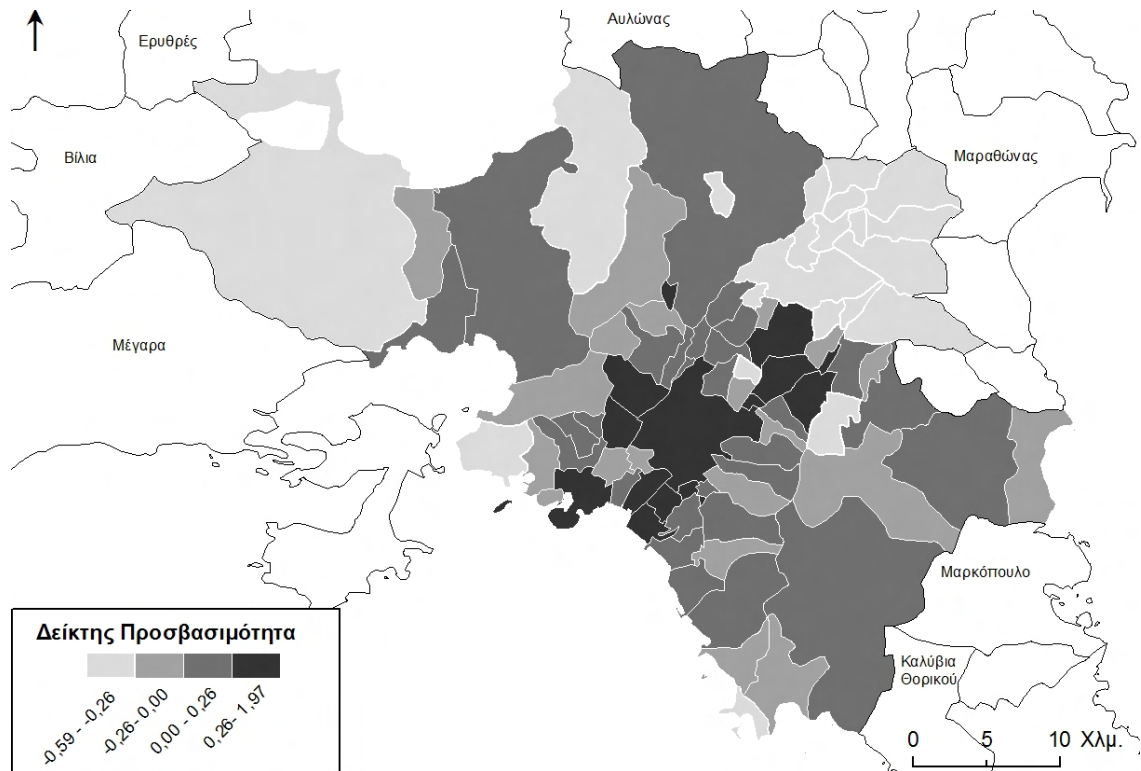 Αυλώνας
Ερυθρές
Βίλια
Μαραθώνας
Μέγαρα
Μαρκόπουλο
Καλύβια
Θορικού
Δείκτης Προσβασιμότητα
-0,59 - -0,26
-0,26- 0,00
0,00 - 0,26
0,26- 1,97
0 5 10 Χλμ.